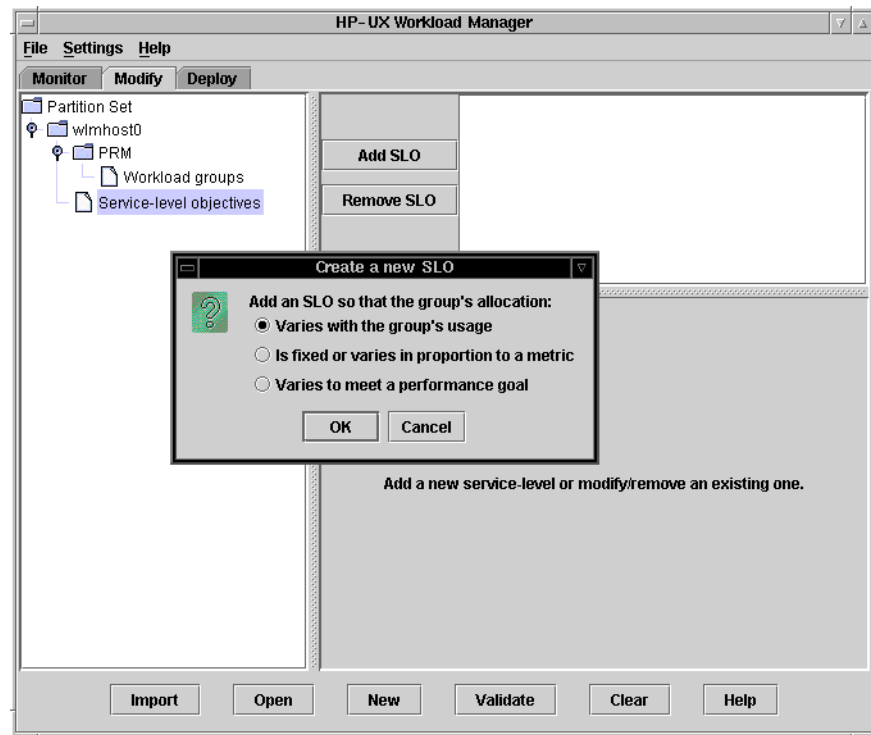 HP-UX Workload Manager
File Settings Help
Monitor Modify Deploy
Partition Set
wlmhost0
PRM
Workload groups
Service-level objectives
Add SLO
Remove SLO
Create a new SLO
Add an SLO so that the group's allocation:
Varies with the group's usage
Is fixed or varies in proportion to a metric
Varies to meet a performance goal
OK Cancel
Add a new service-level or modify/remove an existing one.
Import Open New Validate Clear Help